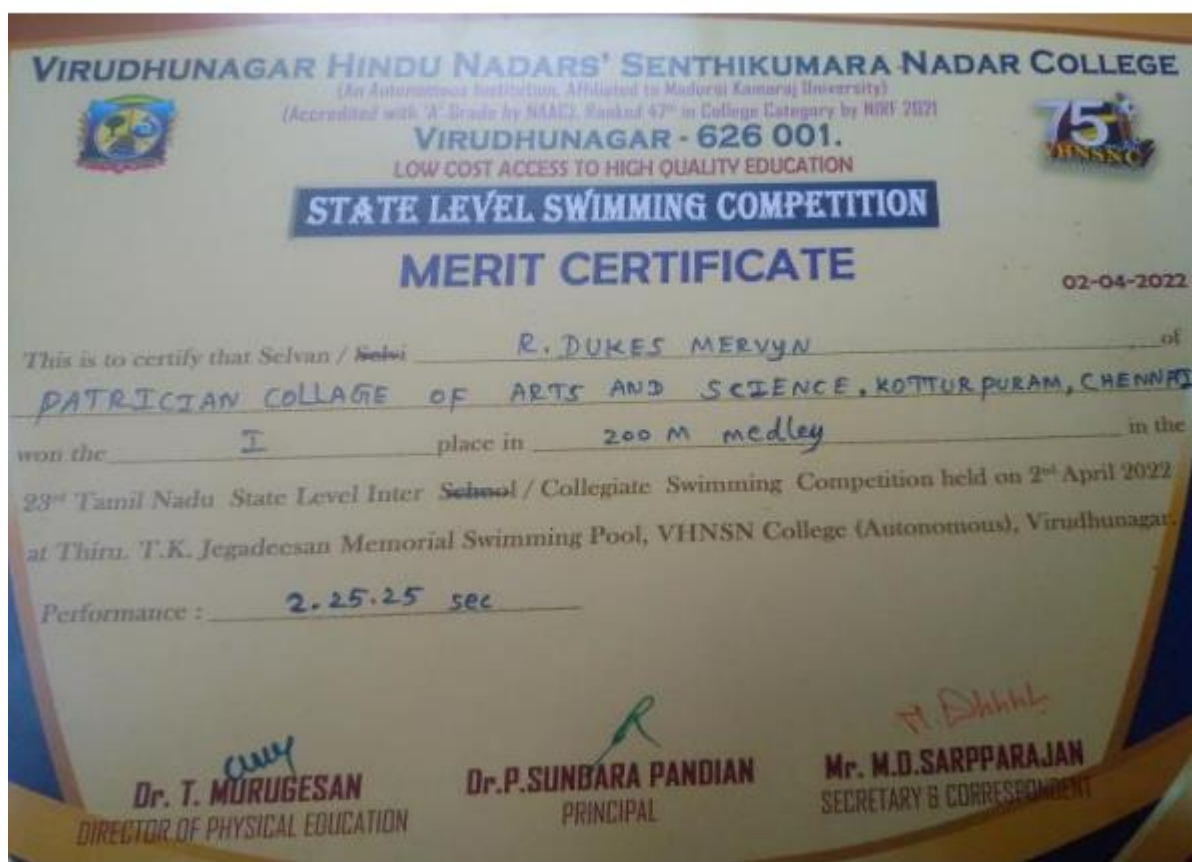 VIRUDHUNAGAR HINDU NADARS' SENTHIKUMARA NADAR COLLEGE
(An Autonomous Institution, Affiliated to Madurai Kamaraj University)
(Accredited with 'A' Grade by NAAC), Ranked 47th in College Category by NIRF 2021
VIRUDHUNAGAR - 626 001.
LOW COST ACCESS TO HIGH QUALITY EDUCATION
75
VHNSNC
STATE LEVEL SWIMMING COMPETITION
MERIT CERTIFICATE
02-04-2022
This is to certify that Selvan / Selvi R. DUKES MERVYN of
PATRICIAN COLLAGE OF ARTS AND SCIENCE, KOTTURPURAM, CHENNAI
won the I place in 200 M medley in the
23rd Tamil Nadu State Level Inter School / Collegiate Swimming Competition held on 2nd April 2022
at Thiru. T.K. Jegadeesan Memorial Swimming Pool, VHNSN College (Autonomous), Virudhunagar.
Performance : 2.25.25 sec
Dr. T. MURUGESAN
DIRECTOR OF PHYSICAL EDUCATION
Dr.P.SUNDARA PANDIAN
PRINCIPAL
Mr. M.D.SARPPARAJAN
SECRETARY & CORRESPONDENT